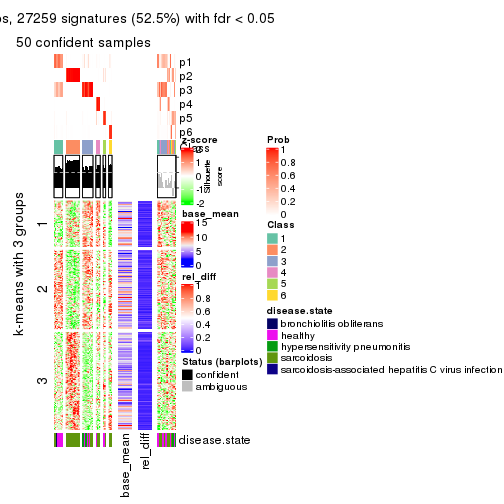 os, 27259 signatures (52.5%) with fdr < 0.05
50 confident samples
p1
p2
p3
p4
p5
p6
Class
Silhouette
score
k-means with 3 groups
1
2
3
base_mean
rel_diff
disease.state
z-score
2
1
0
-1
-2
base_mean
15
10
5
0
rel_diff
1
0.8
0.6
0.4
0.2
0
Status (barplots)
confident
ambiguous
Prob
1
0.8
0.6
0.4
0.2
0
Class
1
2
3
4
5
6
disease.state
bronchiolitis obliterans
healthy
hypersensitivity pneumonitis
sarcoidosis
sarcoidosis-associated hepatitis C virus infection